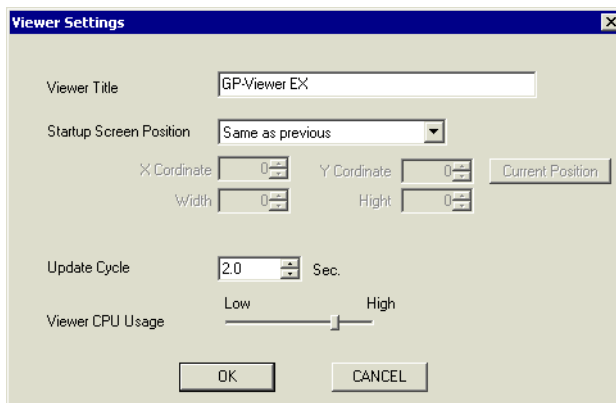 Viewer Settings
Viewer Title GP-Viewer EX
Startup Screen Position Same as previous
X Cordinate 0 Y Cordinate 0 Current Position
Width 0 Hight 0
Update Cycle 2.0 Sec.
Low High
Viewer CPU Usage
OK CANCEL